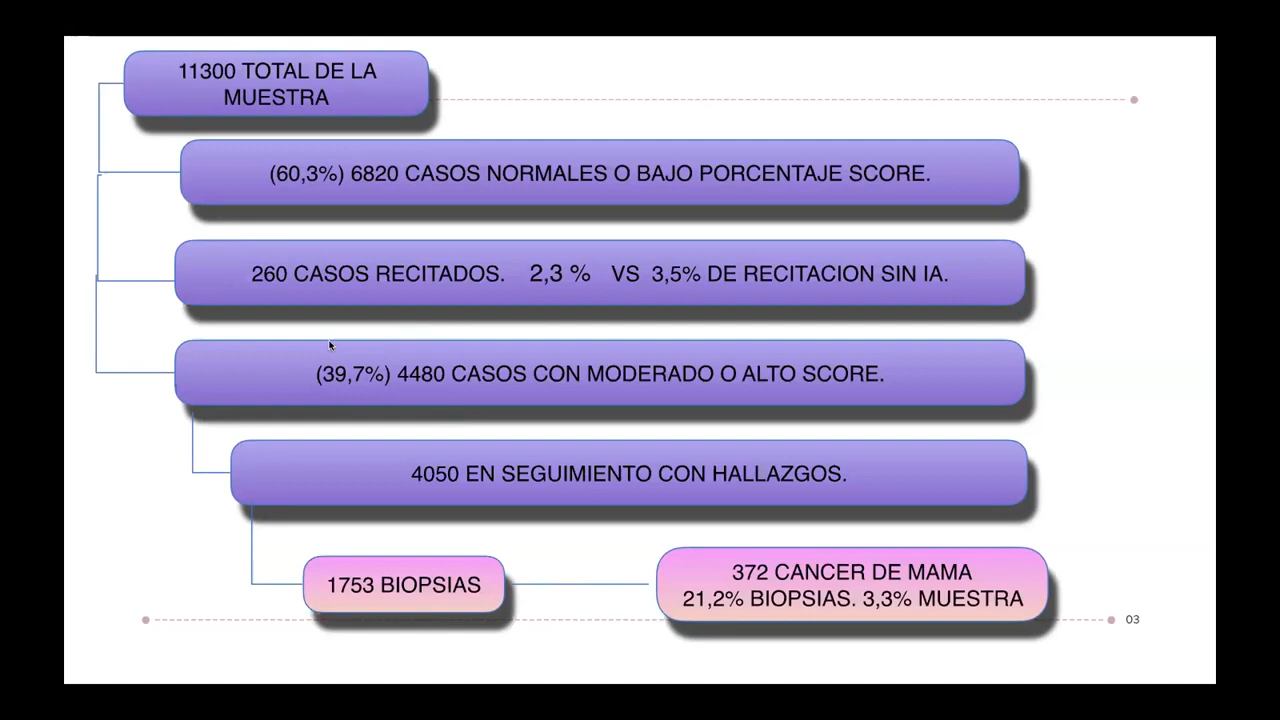 11300 TOTAL DE LA
MUESTRA
(60,3%) 6820 CASOS NORMALES O BAJO PORCENTAJE SCORE.
260 CASOS RECITADOS. 2,3 % VS 3,5% DE RECITACION SIN IA.
(39,7%) 4480 CASOS CON MODERADO O ALTO SCORE.
4050 EN SEGUIMIENTO CON HALLAZGOS.
1753 BIOPSIAS
372 CANCER DE MAMA
21,2% BIOPSIAS. 3,3% MUESTRA
03